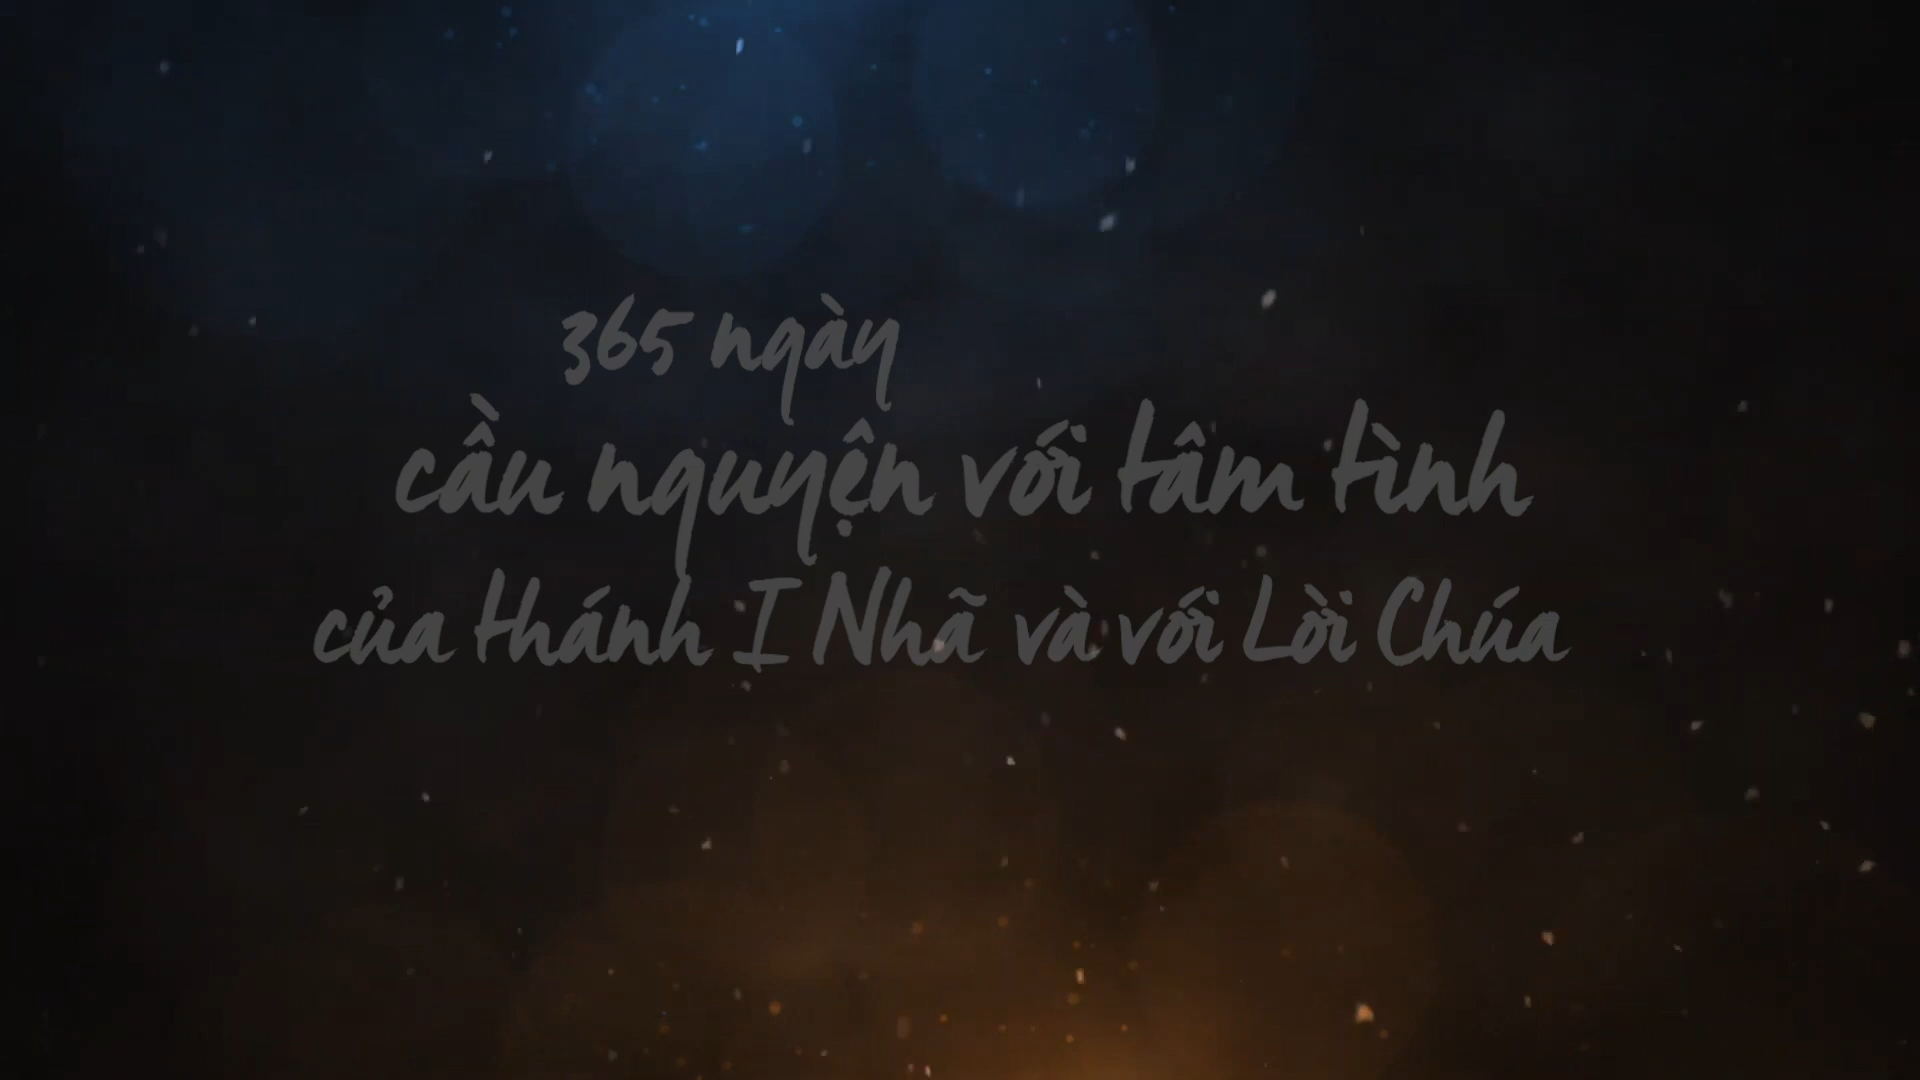 365 ngày
cầu nguyện với tâm tình
của thánh I Nhã và với Lời Chúa